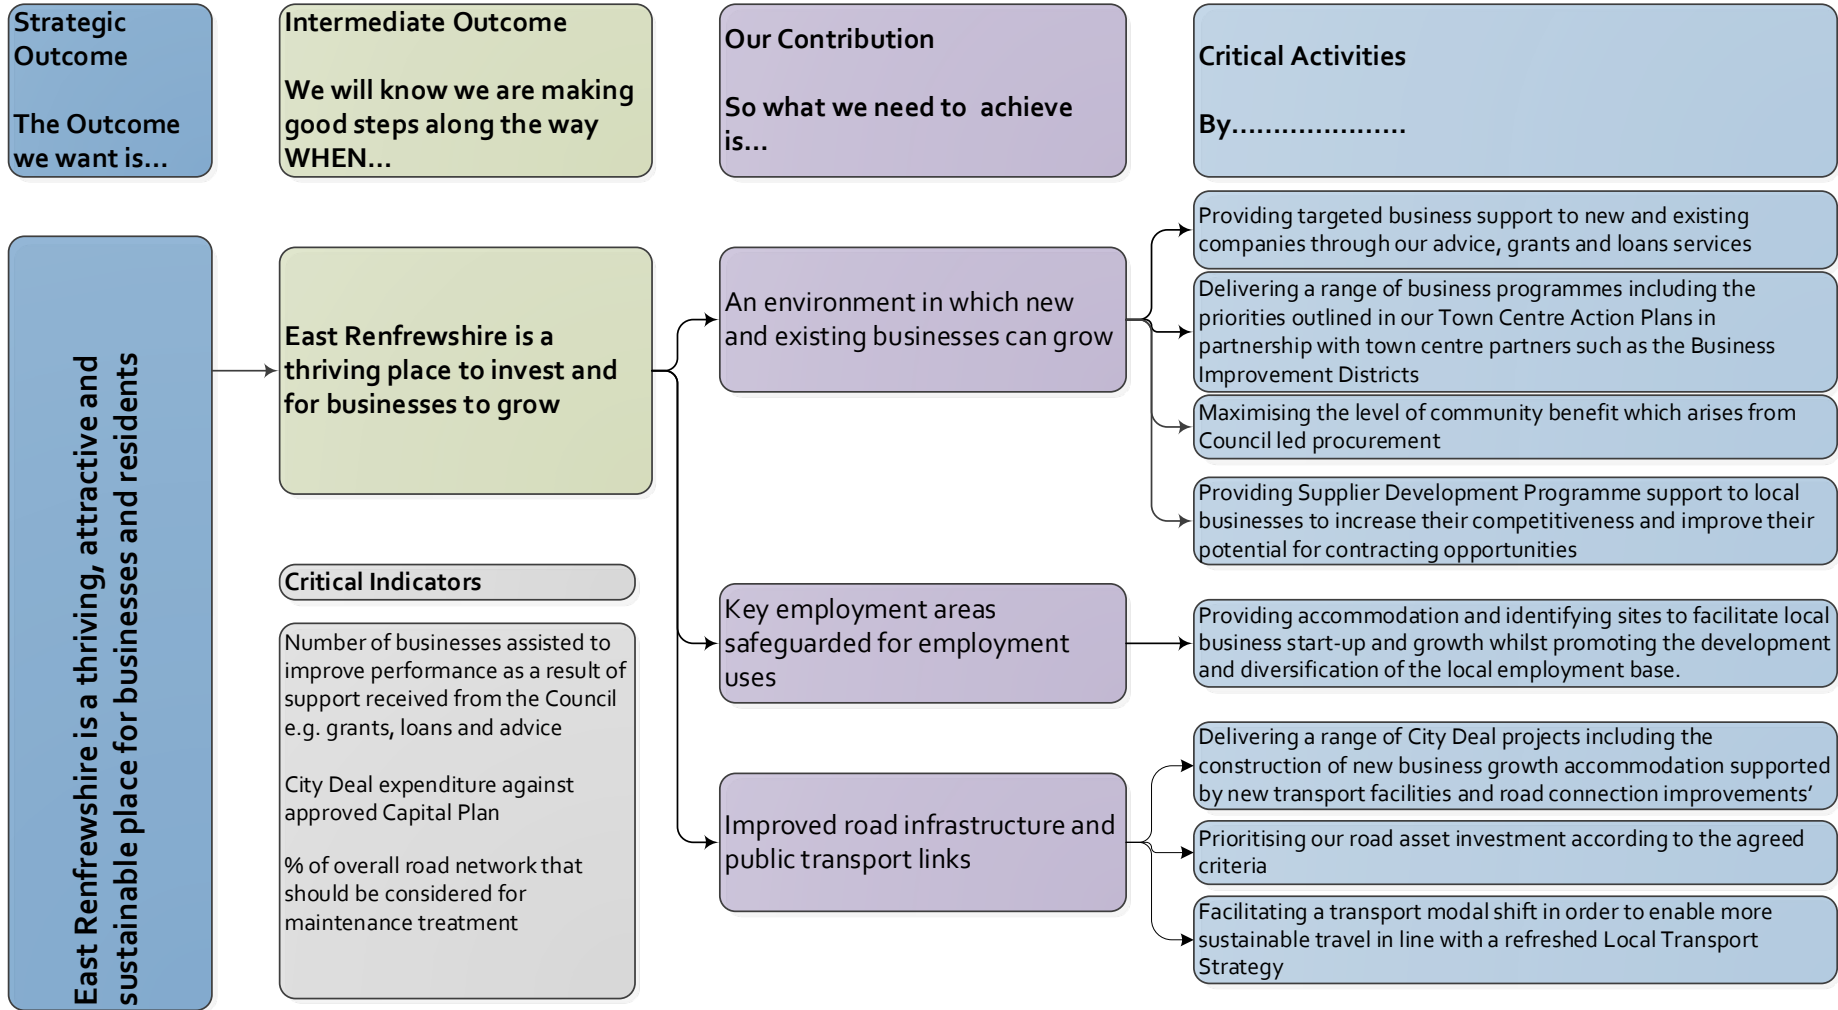 Strategic
Outcome
The Outcome
we want is...
Intermediate Outcome
We will know we are making
good steps along the way
WHEN...
Our Contribution
So what we need to achieve
is...
Critical Activities
By.....................
East Renfrewshire is a thriving, attractive and
sustainable place for businesses and residents
East Renfrewshire is a
thriving place to invest and
for businesses to grow
Critical Indicators
Number of businesses assisted to
improve performance as a result of
support received from the Council
e.g. grants, loans and advice
City Deal expenditure against
approved Capital Plan
% of overall road network that
should be considered for
maintenance treatment
An environment in which new
and existing businesses can grow
Key employment areas
safeguarded for employment
uses
Improved road infrastructure and
public transport links
Providing targeted business support to new and existing
companies through our advice, grants and loans services
Delivering a range of business programmes including the
priorities outlined in our Town Centre Action Plans in
partnership with town centre partners such as the Business
Improvement Districts
Maximising the level of community benefit which arises from
Council led procurement
Providing Supplier Development Programme support to local
businesses to increase their competitiveness and improve their
potential for contracting opportunities
Providing accommodation and identifying sites to facilitate local
business start-up and growth whilst promoting the development
and diversification of the local employment base.
Delivering a range of City Deal projects including the
construction of new business growth accommodation supported
by new transport facilities and road connection improvements’
Prioritising our road asset investment according to the agreed
criteria
Facilitating a transport modal shift in order to enable more
sustainable travel in line with a refreshed Local Transport
Strategy